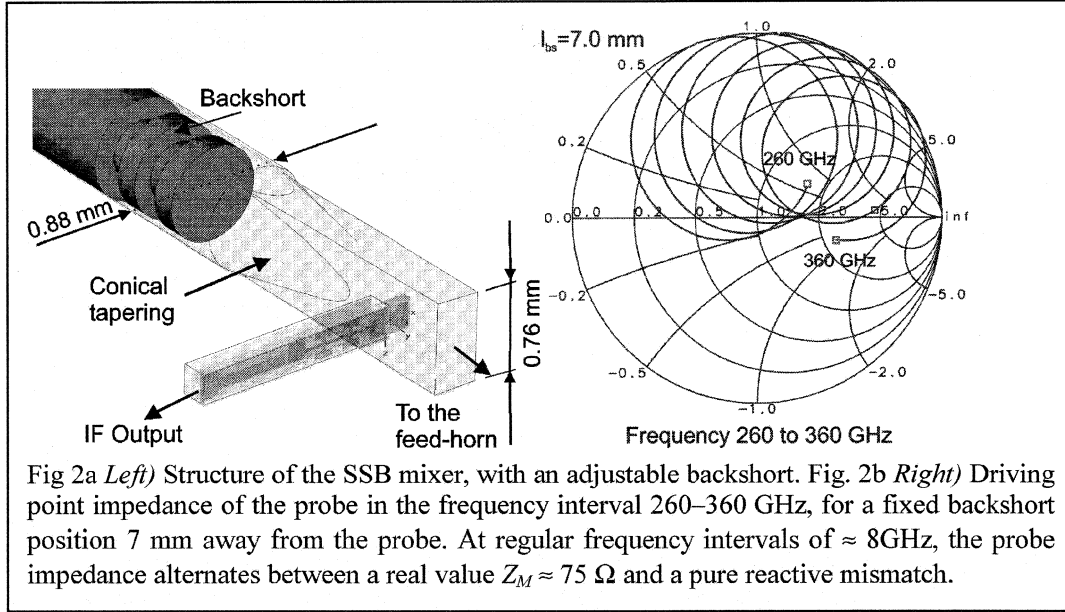 Backshort
0.88 mm
Conical
tapering
0.76 mm
IF Output
To the
feed-horn
l_bs=7.0 mm
1.0
0.5
2.0
0.2
5.0
260 GHz
0.0 0.0 0.2 0.5 1.0 2.0 5.0 inf
360 GHz
-0.2
-5.0
-0.5
-2.0
-1.0
Frequency 260 to 360 GHz
Fig 2a Left) Structure of the SSB mixer, with an adjustable backshort. Fig. 2b Right) Driving
point impedance of the probe in the frequency interval 260–360 GHz, for a fixed backshort
position 7 mm away from the probe. At regular frequency intervals of ≈ 8GHz, the probe
impedance alternates between a real value Z_M ≈ 75 Ω and a pure reactive mismatch.